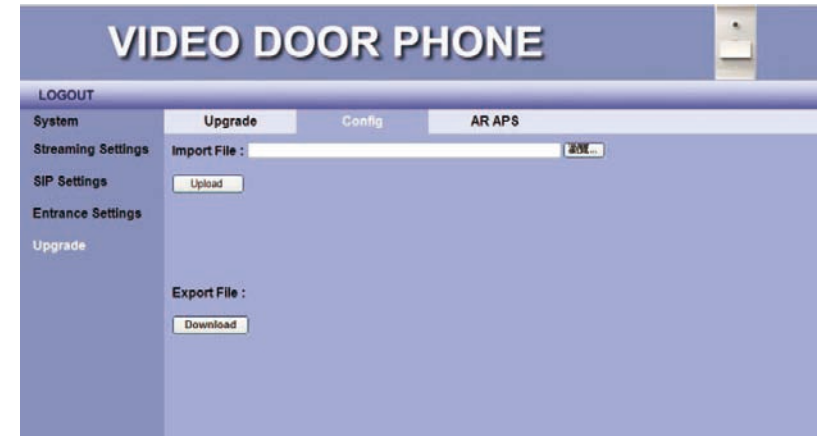 VIDEO DOOR PHONE
LOGOUT
System
Upgrade Config AR APS
Streaming Settings
Import File :
SIP Settings
Upload
Entrance Settings
Upgrade
Export File :
Download